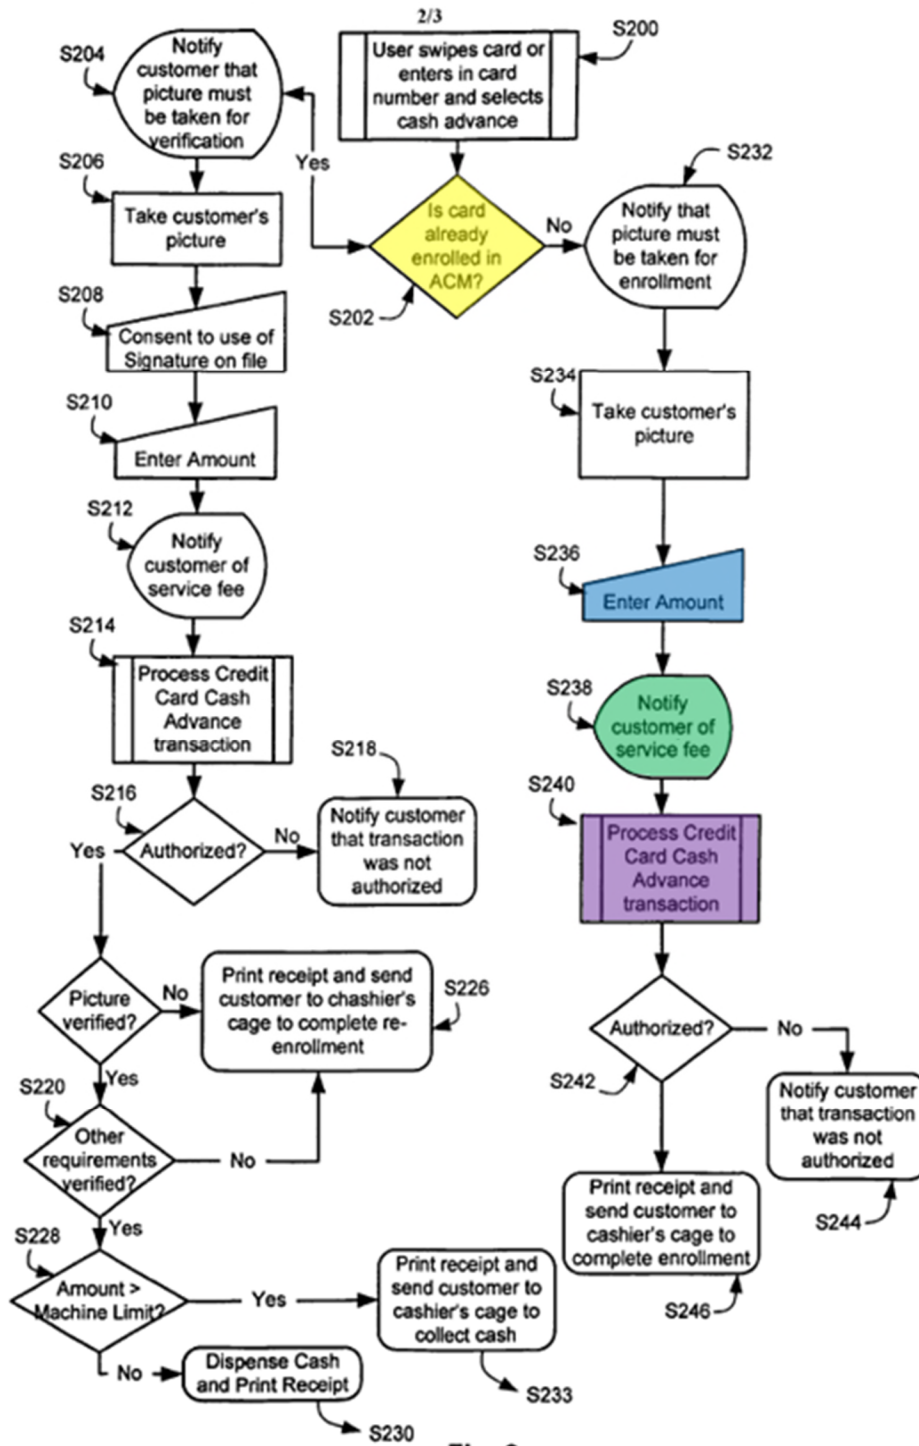 2/3
S200
User swipes card or
enters in card
number and selects
cash advance
S204
Notify
customer that
picture must
be taken for
verification
Yes
S202
Is card
already
enrolled in
ACM?
No
S232
Notify that
picture must
be taken for
enrollment
S206
Take customer's
picture
S208
Consent to use of
Signature on file
S210
Enter Amount
S212
Notify
customer of
service fee
S214
Process Credit
Card Cash
Advance
transaction
S216
Authorized?
No
S218
Notify customer
that transaction
was not
authorized
Yes
Picture
verified?
No
Print receipt and send
customer to chashier's
cage to complete re-
enrollment
S226
Yes
S220
Other
requirements
verified?
No
Yes
S228
Amount >
Machine Limit?
Yes
Print receipt and
send customer to
cashier's cage to
collect cash
S233
No
Dispense Cash
and Print Receipt
S230
S234
Take customer's
picture
S236
Enter Amount
S238
Notify
customer of
service fee
S240
Process Credit
Card Cash
Advance
transaction
Authorized?
S242
No
Notify customer
that transaction
was not
authorized
S244
Print receipt and
send customer to
cashier's cage to
complete enrollment
S246